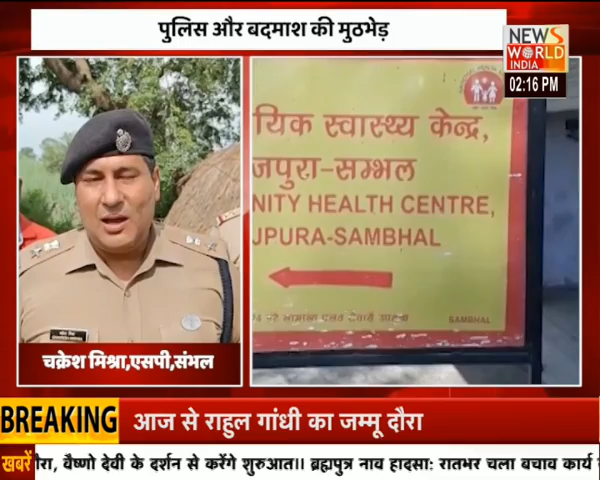 पुलिस और बदमाश की मुठभेड़
NEWS
WORLD
INDIA
02:16 PM
यिक स्वास्थ्य केन्द्र,
जपुरा-सम्भल
NITY HEALTH CENTRE,
JPURA-SAMBHAL
SAMBHAL
चक्रेश मिश्रा,एसपी,संभल
BREAKING आज से राहुल गांधी का जम्मू दौरा
खबरें रा, वैष्णो देवी के दर्शन से करेंगे शुरुआत।। ब्रह्मपुत्र नाव हादसा: रातभर चला बचाव कार्य